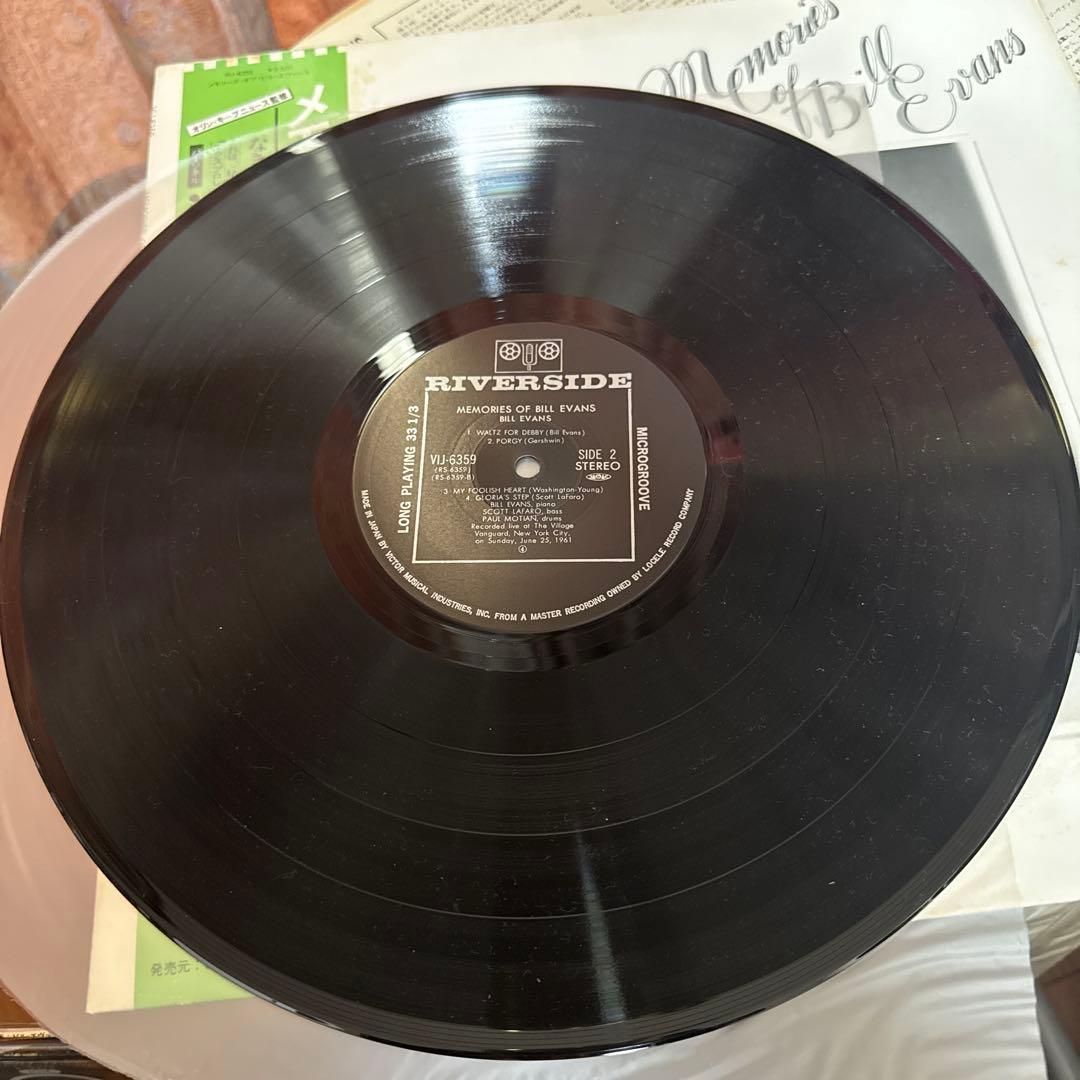 Memories
of Bill
Evans
オリン・キープニュース監修
RIVERSIDE
MEMORIES OF BILL EVANS
BILL EVANS
1. WALTZ FOR DEBBY (Bill Evans)
2. PORGY (Gershwin)
VIJ-6359
(RS-6359)
(RS-6359-B)
SIDE 2
STEREO
3. MY FOOLISH HEART (Washington-Young)
4. GLORIA'S STEP (Scott LaFaro)
BILL EVANS, piano
SCOTT LAFARO, bass
PAUL MOTIAN, drums
Recorded live at The Village
Vanguard, New York City,
on Sunday, June 25, 1961
4
LONG PLAYING 33 1/3
MICROGROOVE
MADE IN JAPAN BY VICTOR MUSICAL INDUSTRIES, INC. FROM A MASTER RECORDING OWNED BY LOCELE RECORD COMPANY
発売元: